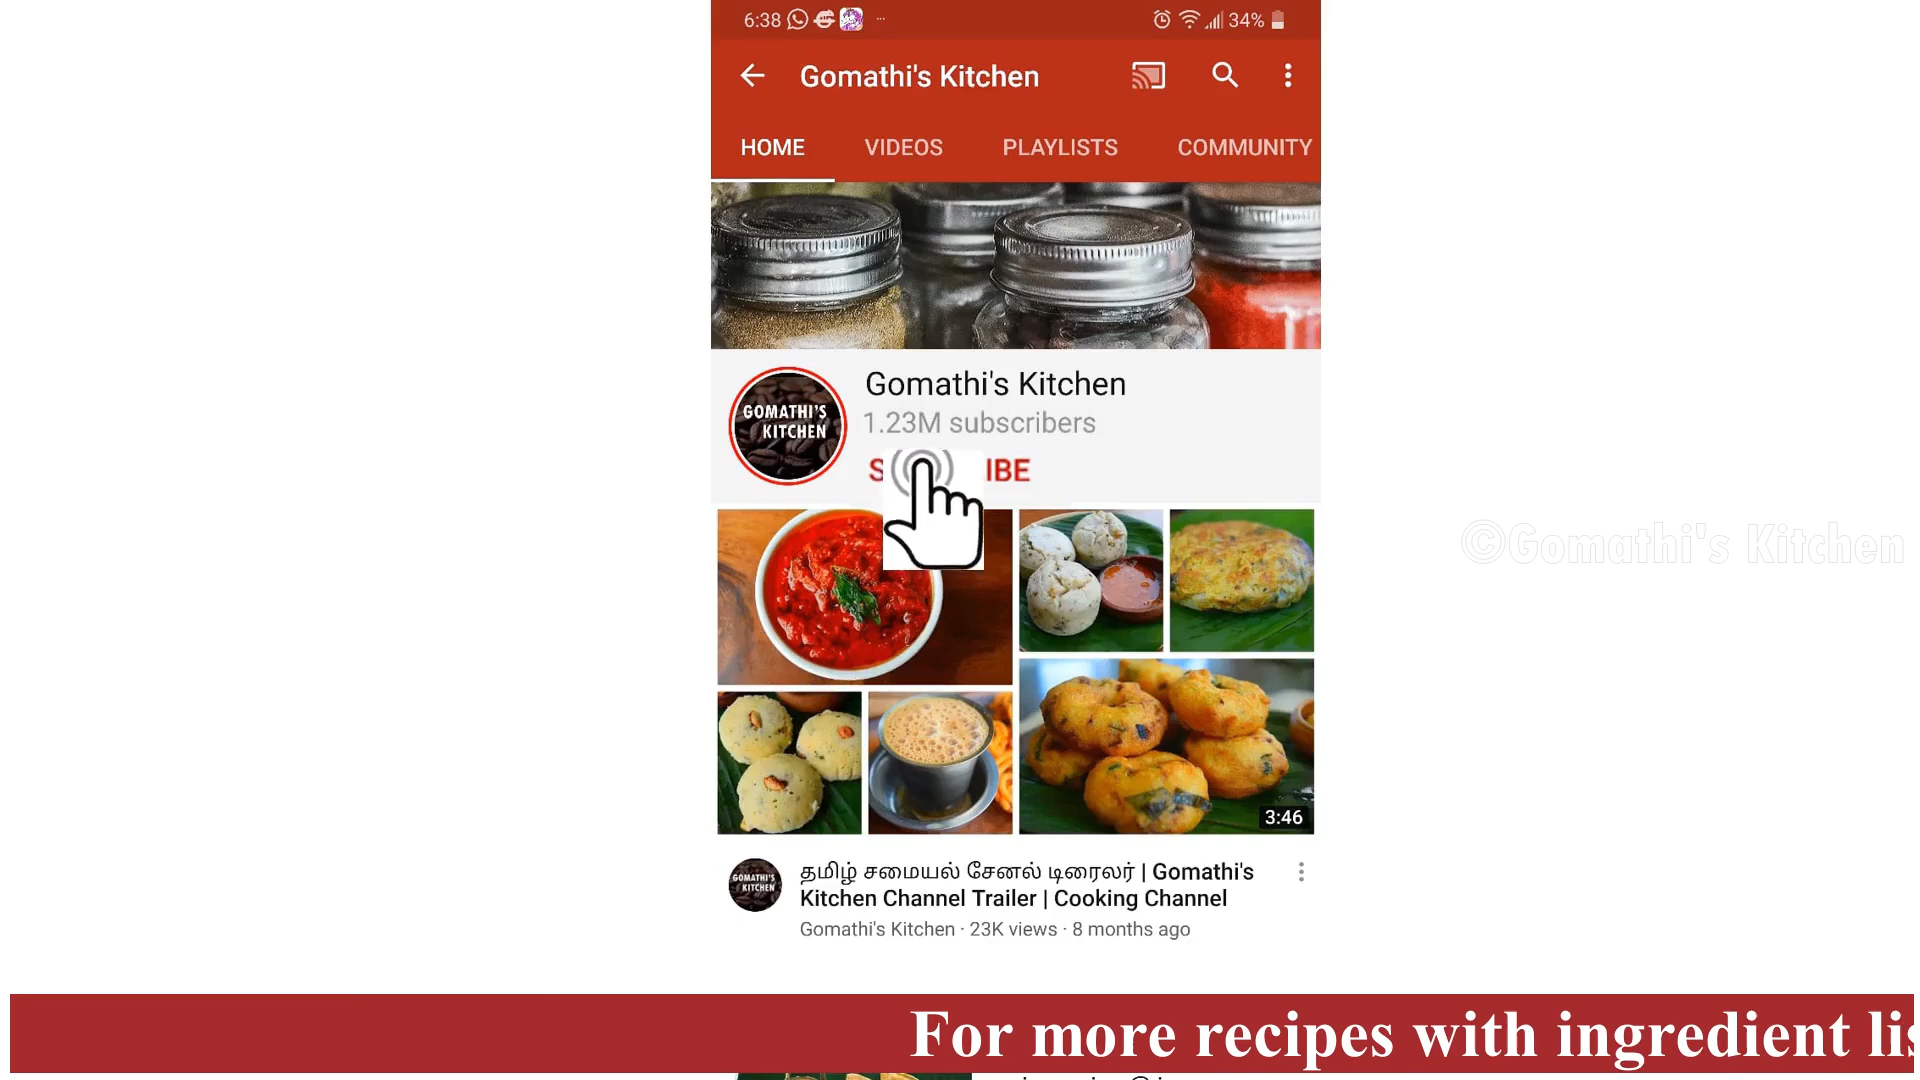 6:38
34%
Gomathi's Kitchen
HOME VIDEOS PLAYLISTS COMMUNITY
GOMATHI'S
KITCHEN
Gomathi's Kitchen
1.23M subscribers
©Gomathi's Kitchen
3:46
GOMATHI'S
KITCHEN
தமிழ் சமையல் சேனல் டிரைலர் | Gomathi's
Kitchen Channel Trailer | Cooking Channel
Gomathi's Kitchen · 23K views · 8 months ago
For more recipes with ingredient